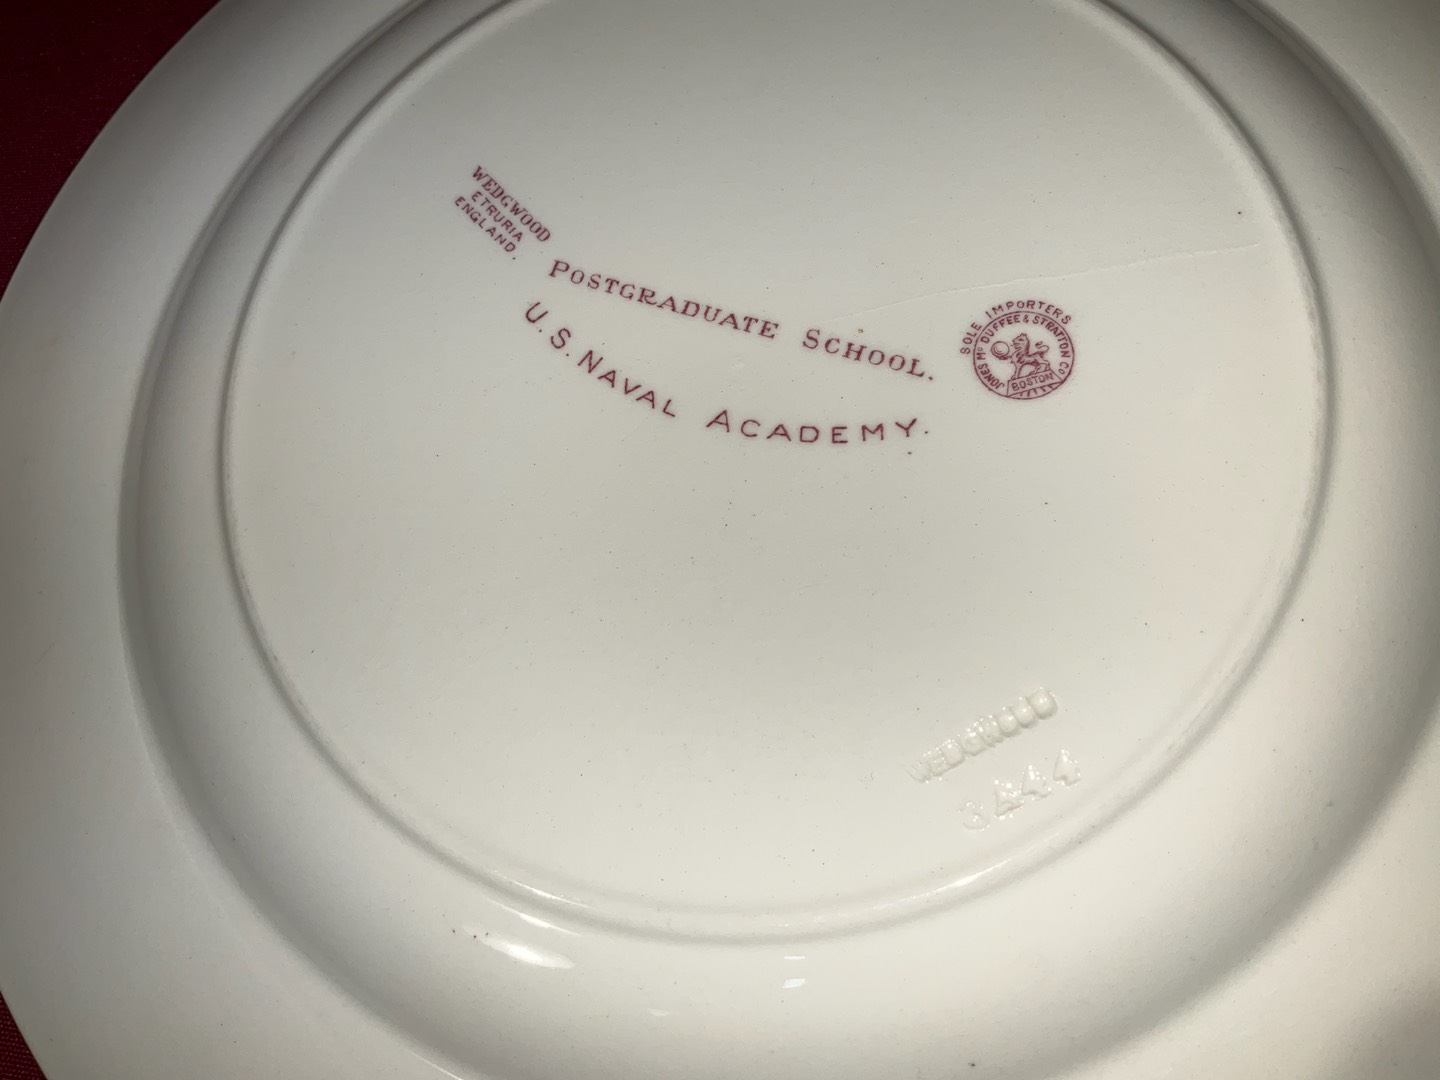 WEDGWOOD
ETRURIA
ENGLAND.
POSTGRADUATE SCHOOL.
U.S. NAVAL ACADEMY.
SOLE IMPORTERS
JONES McDUFFEE & STRATTON CO
BOSTON
WEDGWOOD